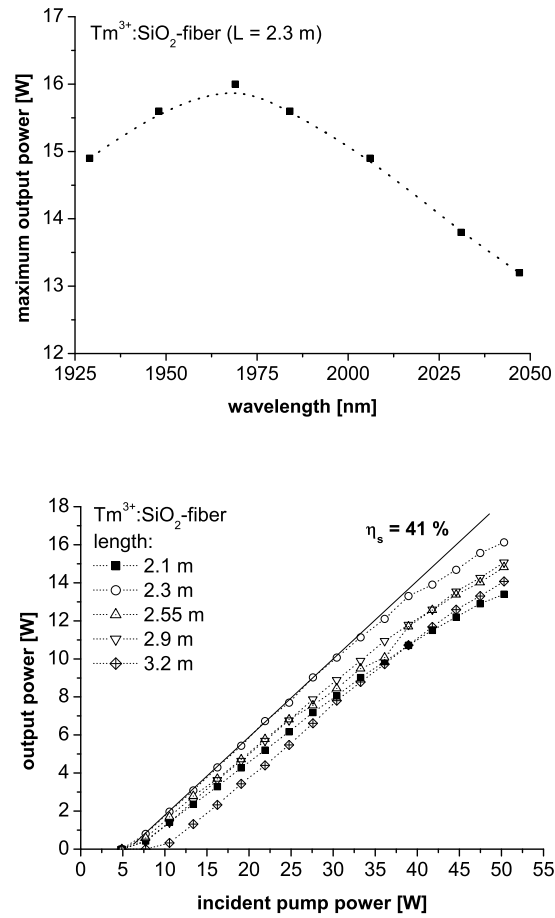 Tm³⁺:SiO₂-fiber (L = 2.3 m)
maximum output power [W]
17
16
15
14
13
12
1925 1950 1975 2000 2025 2050
wavelength [nm]
Tm³⁺:SiO₂-fiber
length:
2.1 m
2.3 m
2.55 m
2.9 m
3.2 m
ηₛ = 41 %
output power [W]
18
16
14
12
10
8
6
4
2
0
0 5 10 15 20 25 30 35 40 45 50 55
incident pump power [W]